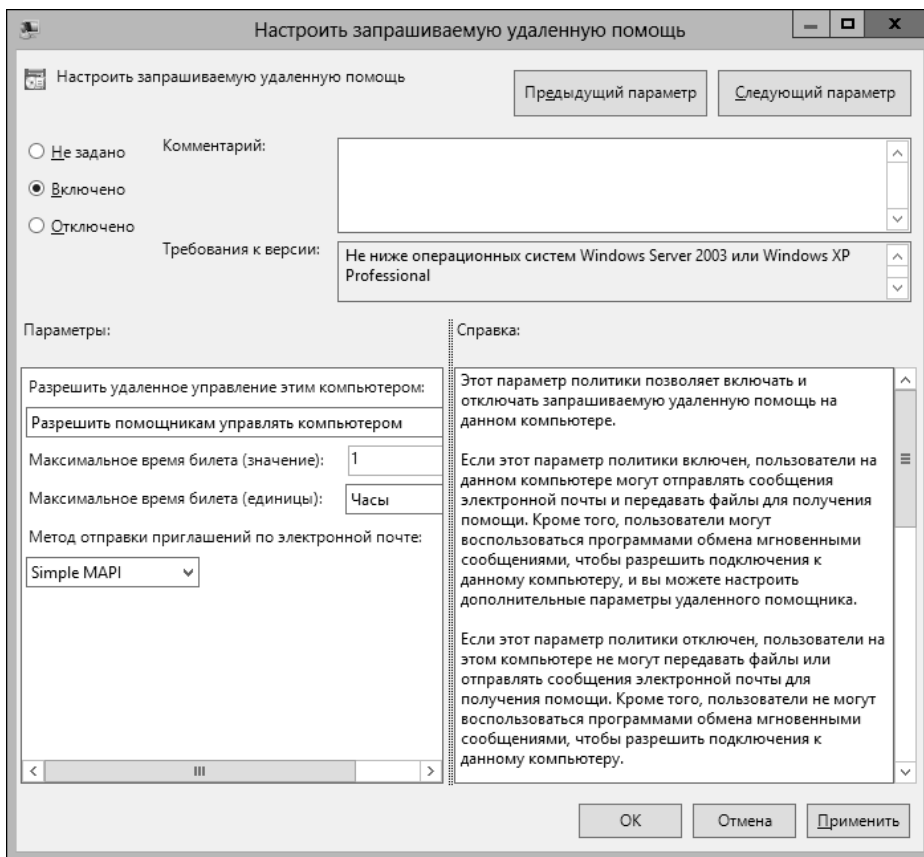 Настроить запрашиваемую удаленную помощь
Настроить запрашиваемую удаленную помощь
Предыдущий параметр
Следующий параметр
Не задано
Комментарий:
Включено
Отключено
Требования к версии:
Не ниже операционных систем Windows Server 2003 или Windows XP
Professional
Параметры:
Справка:
Разрешить удаленное управление этим компьютером:
Разрешить помощникам управлять компьютером
Максимальное время билета (значение):
1
Максимальное время билета (единицы):
Часы
Метод отправки приглашений по электронной почте:
Simple MAPI
Этот параметр политики позволяет включать и
отключать запрашиваемую удаленную помощь на
данном компьютере.
Если этот параметр политики включен, пользователи на
данном компьютере могут отправлять сообщения
электронной почты и передавать файлы для получения
помощи. Кроме того, пользователи могут
воспользоваться программами обмена мгновенными
сообщениями, чтобы разрешить подключения к
данному компьютеру, и вы можете настроить
дополнительные параметры удаленного помощника.
Если этот параметр политики отключен, пользователи на
этом компьютере не могут передавать файлы или
отправлять сообщения электронной почты для
получения помощи. Кроме того, пользователи не могут
воспользоваться программами обмена мгновенными
сообщениями, чтобы разрешить подключения к
данному компьютеру.
OK
Отмена
Применить